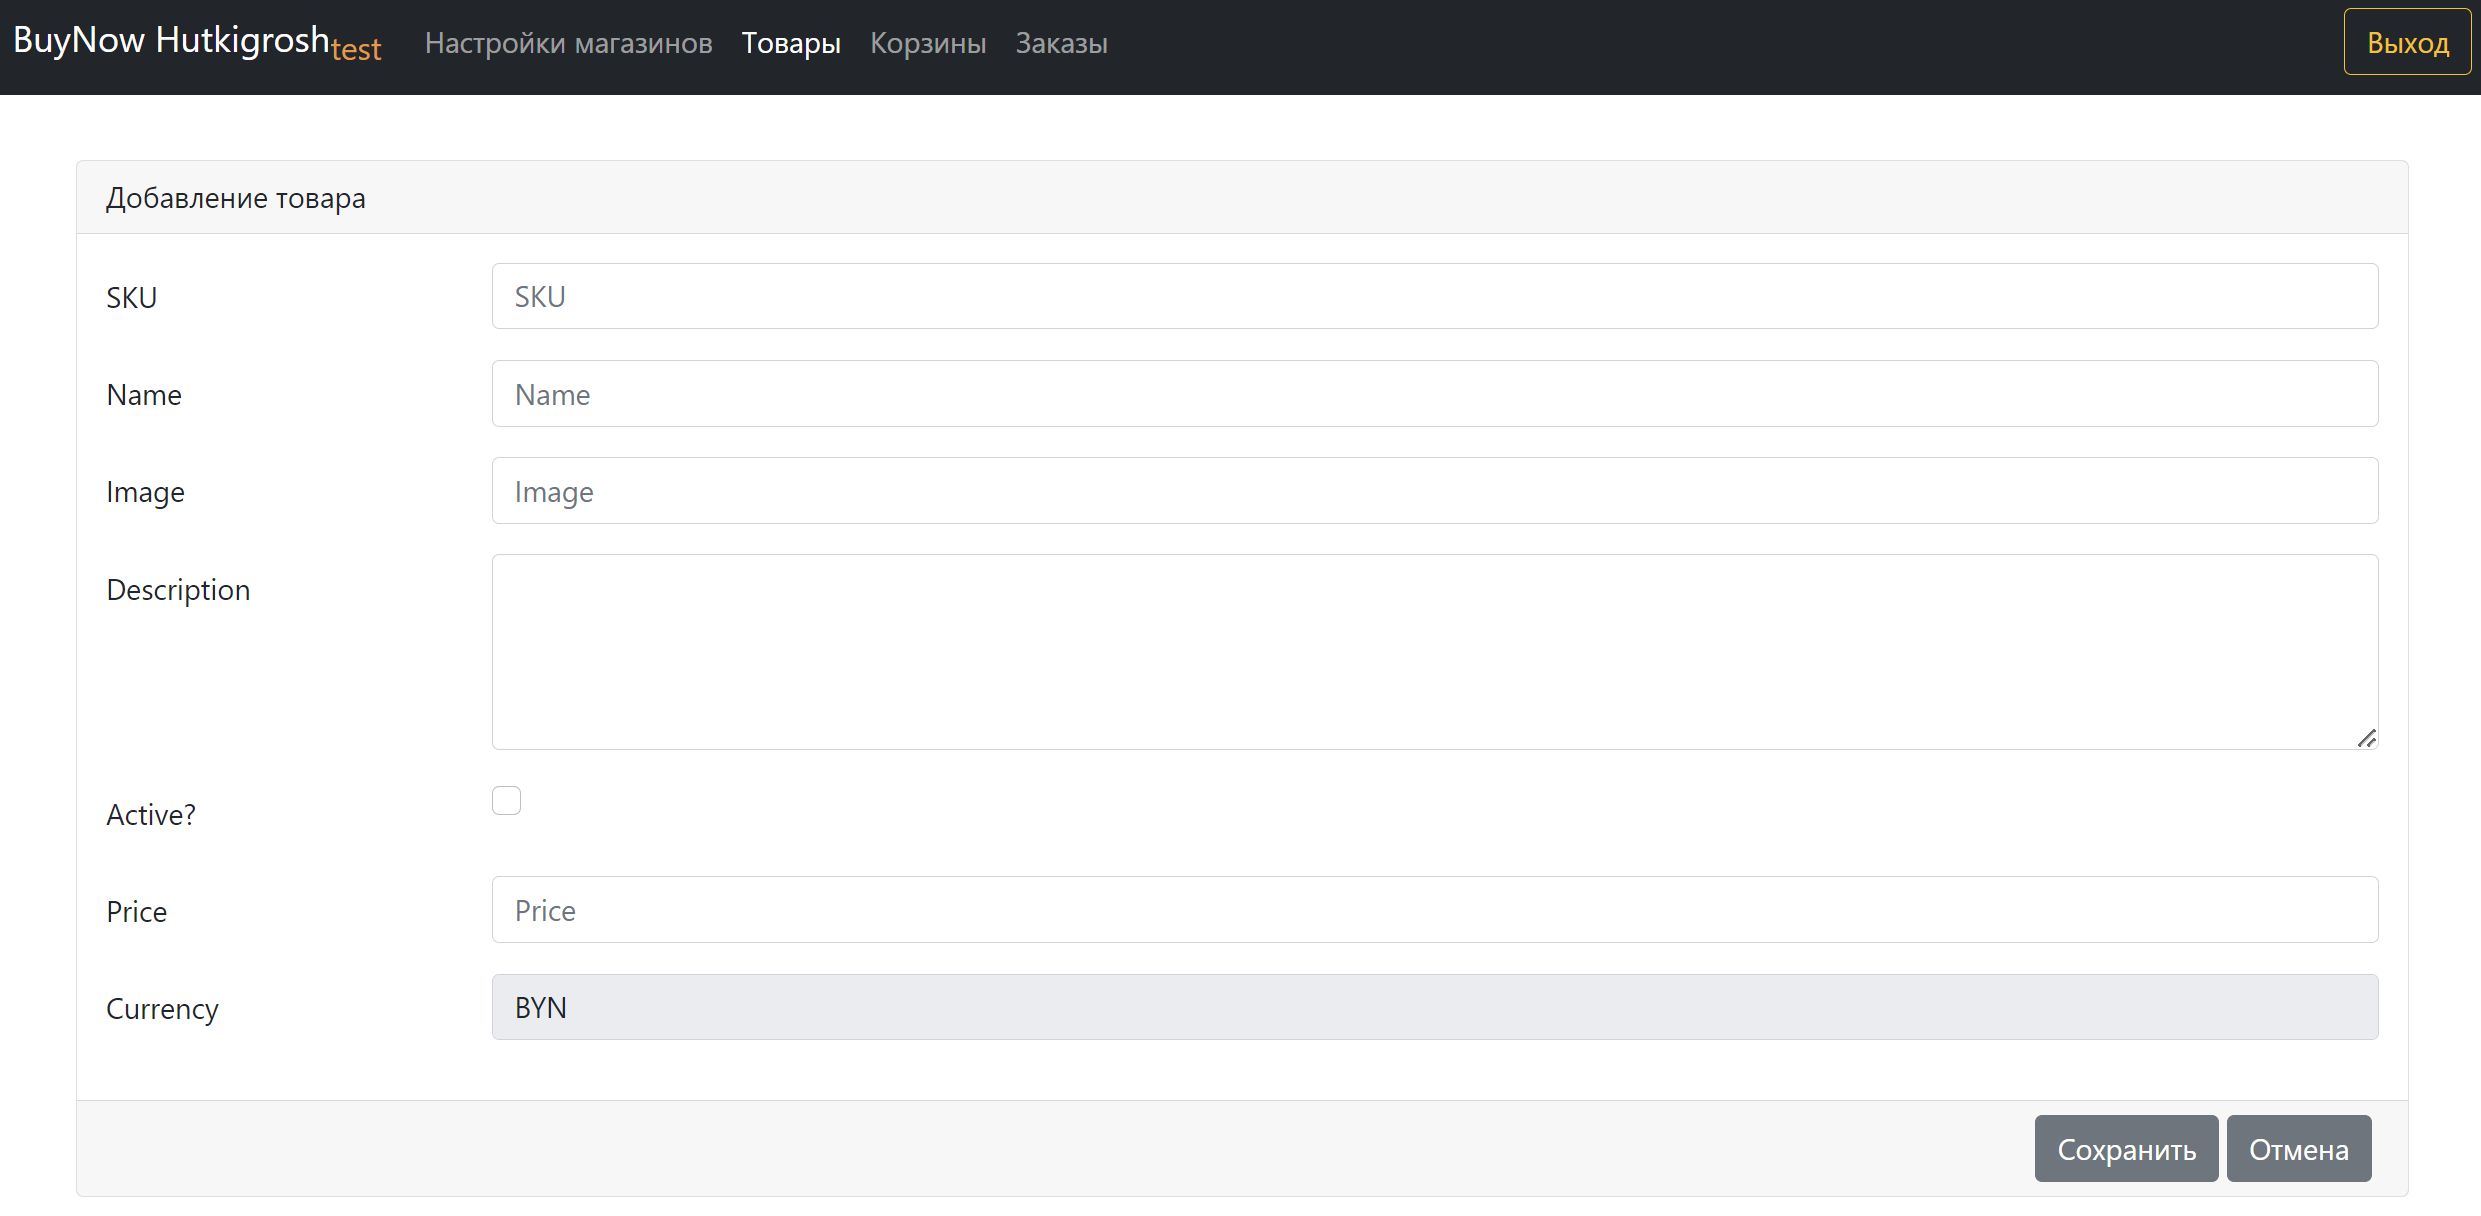 BuyNow Hutkigrosh test Настройки магазинов Товары Корзины Заказы Выход
Добавление товара
SKU SKU
Name Name
Image Image
Description
Active?
Price Price
Currency BYN
Сохранить Отмена